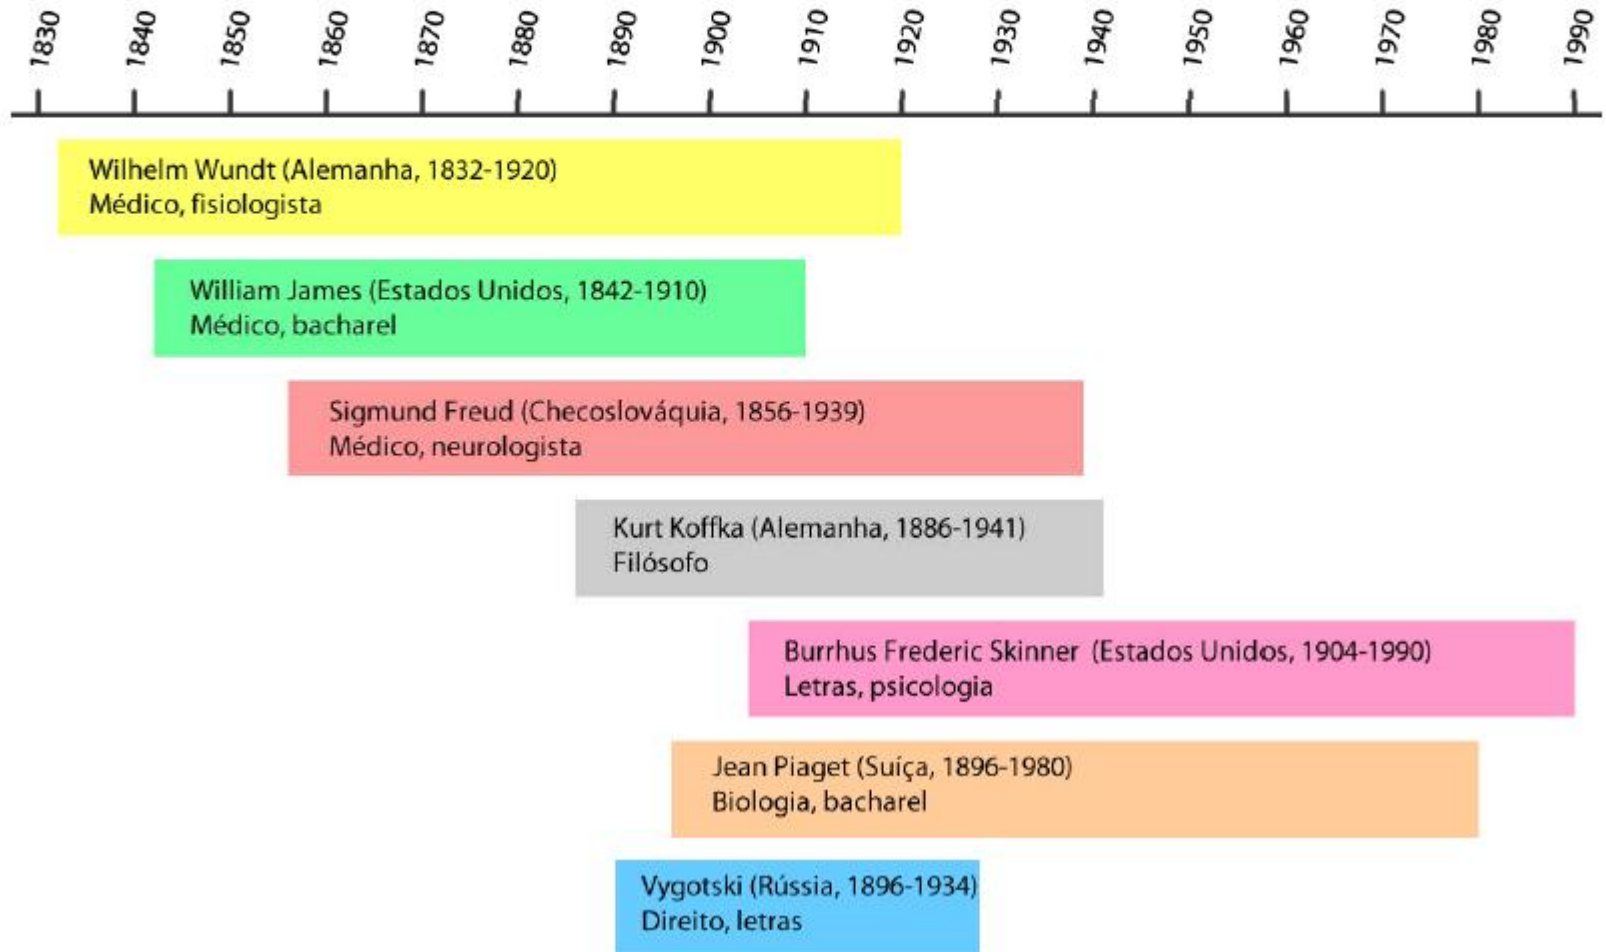 1830
1840
1850
1860
1870
1880
1890
1900
1910
1920
1930
1940
1950
1960
1970
1980
1990
Wilhelm Wundt (Alemanha, 1832-1920)
Médico, fisiologista
William James (Estados Unidos, 1842-1910)
Médico, bacharel
Sigmund Freud (Checoslováquia, 1856-1939)
Médico, neurologista
Kurt Koffka (Alemanha, 1886-1941)
Filósofo
Burrhus Frederic Skinner (Estados Unidos, 1904-1990)
Letras, psicologia
Jean Piaget (Suíça, 1896-1980)
Biologia, bacharel
Vygotski (Rússia, 1896-1934)
Direito, letras